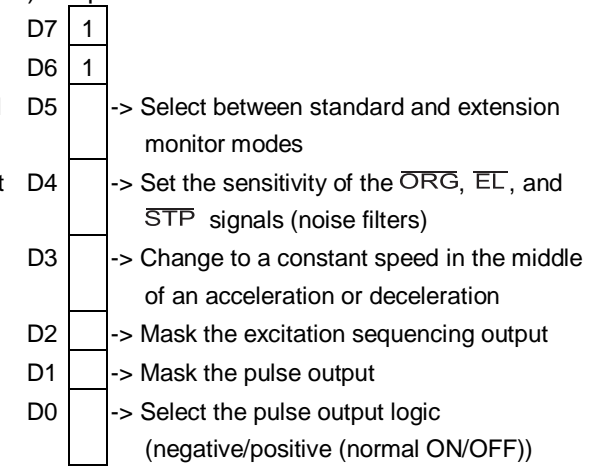 D7 1
D6 1
D5 -> Select between standard and extension
monitor modes
t D4 -> Set the sensitivity of the O̅R̅G̅, E̅L̅, and
S̅T̅P̅ signals (noise filters)
D3 -> Change to a constant speed in the middle
of an acceleration or deceleration
D2 -> Mask the excitation sequencing output
D1 -> Mask the pulse output
D0 -> Select the pulse output logic
(negative/positive (normal ON/OFF))